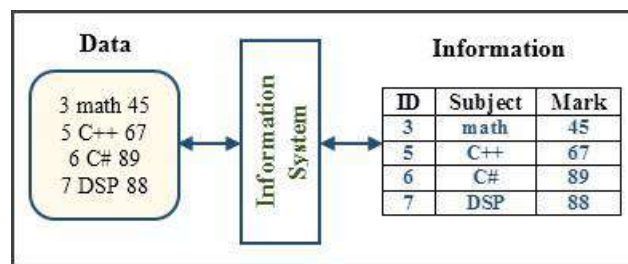 Data
3 math 45
5 C++ 67
6 C# 89
7 DSP 88
Information
System
Information
ID Subject Mark
3 math 45
5 C++ 67
6 C# 89
7 DSP 88